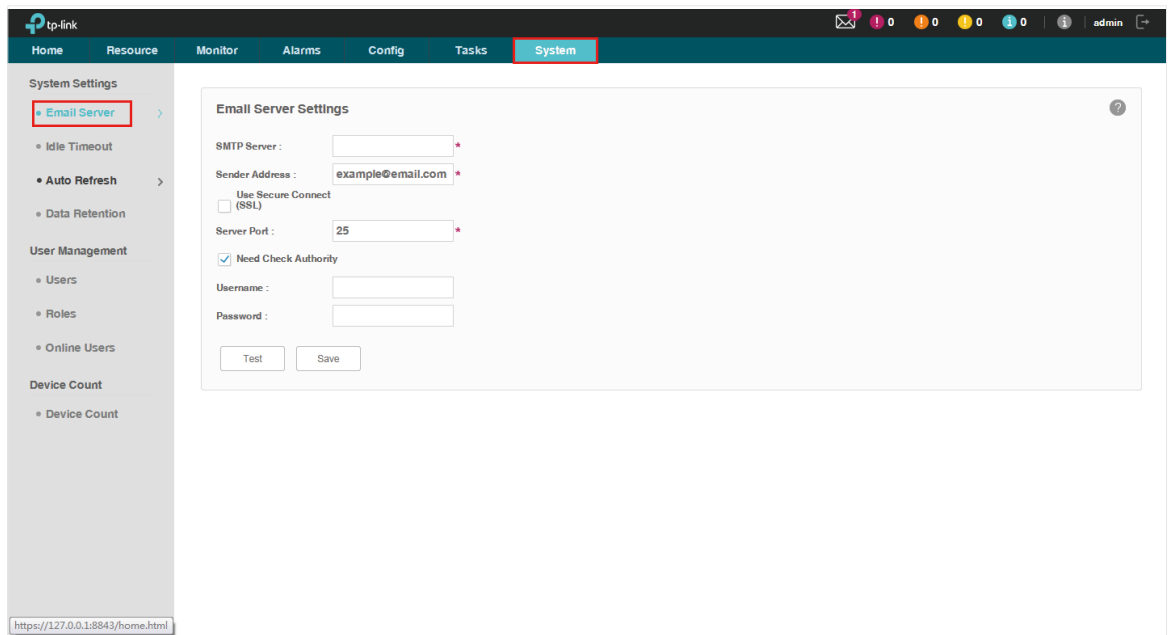 tp-link
1 0 0 0 0 admin
Home Resource Monitor Alarms Config Tasks System
System Settings
Email Server
Idle Timeout
Auto Refresh
Data Retention
User Management
Users
Roles
Online Users
Device Count
Device Count
Email Server Settings
SMTP Server : *
Sender Address : example@email.com *
Use Secure Connect
(SSL)
Server Port : 25 *
Need Check Authority
Username :
Password :
Test Save
https://127.0.0.1:8843/home.html